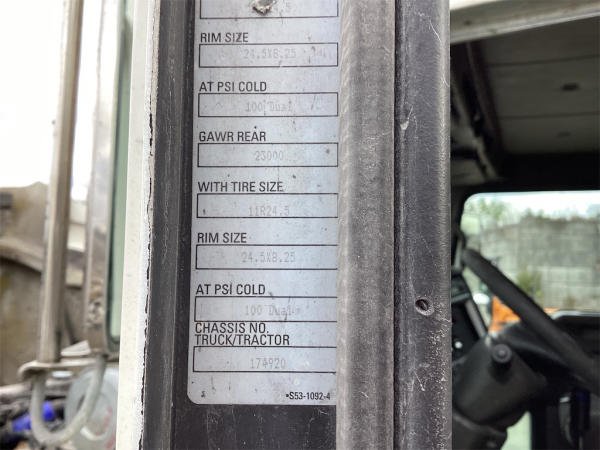 RIM SIZE
24.5X8.25
AT PSI COLD
100 Dual
GAWR REAR
23000
WITH TIRE SIZE
11R24.5
RIM SIZE
24.5X8.25
AT PSI COLD
100 Dual
CHASSIS NO.
TRUCK/TRACTOR
174920
•S53-1092-4